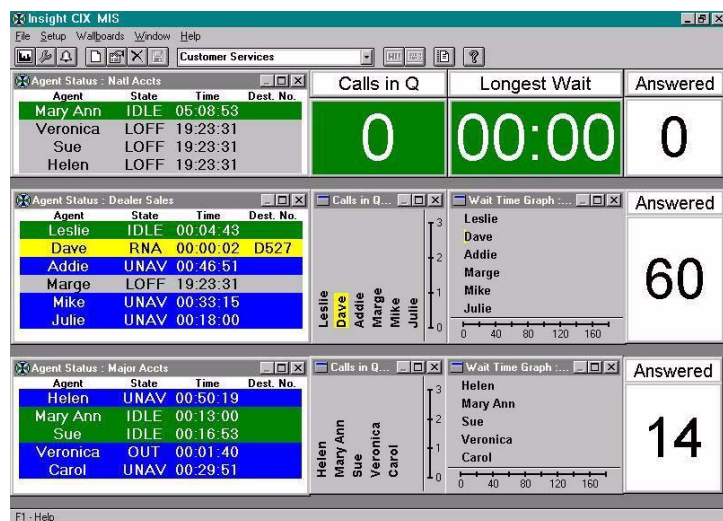 Insight CIX MIS
File Setup Wallboards Window Help
Customer Services
Agent Status : Natl Accts
Agent State Time Dest. No.
Mary Ann IDLE 05:08:53
Veronica LOFF 19:23:31
Sue LOFF 19:23:31
Helen LOFF 19:23:31
Calls in Q
0
Longest Wait
00:00
Answered
0
Agent Status : Dealer Sales
Agent State Time Dest. No.
Leslie IDLE 00:04:43
Dave RNA 00:00:02 D527
Addie UNAV 00:46:51
Marge LOFF 19:23:31
Mike UNAV 00:33:15
Julie UNAV 00:18:00
Calls in Q...
3
2
1
0
Leslie
Dave
Addie
Marge
Mike
Julie
Wait Time Graph :...
Leslie
Dave
Addie
Marge
Mike
Julie
0 40 80 120 160
Answered
60
Agent Status : Major Accts
Agent State Time Dest. No.
Helen UNAV 00:50:19
Mary Ann IDLE 00:13:00
Sue IDLE 00:16:53
Veronica OUT 00:01:40
Carol UNAV 00:29:51
Calls in Q...
3
2
1
0
Helen
Mary Ann
Sue
Veronica
Carol
Wait Time Graph :...
Helen
Mary Ann
Sue
Veronica
Carol
0 40 80 120 160
Answered
14
F1 - Help